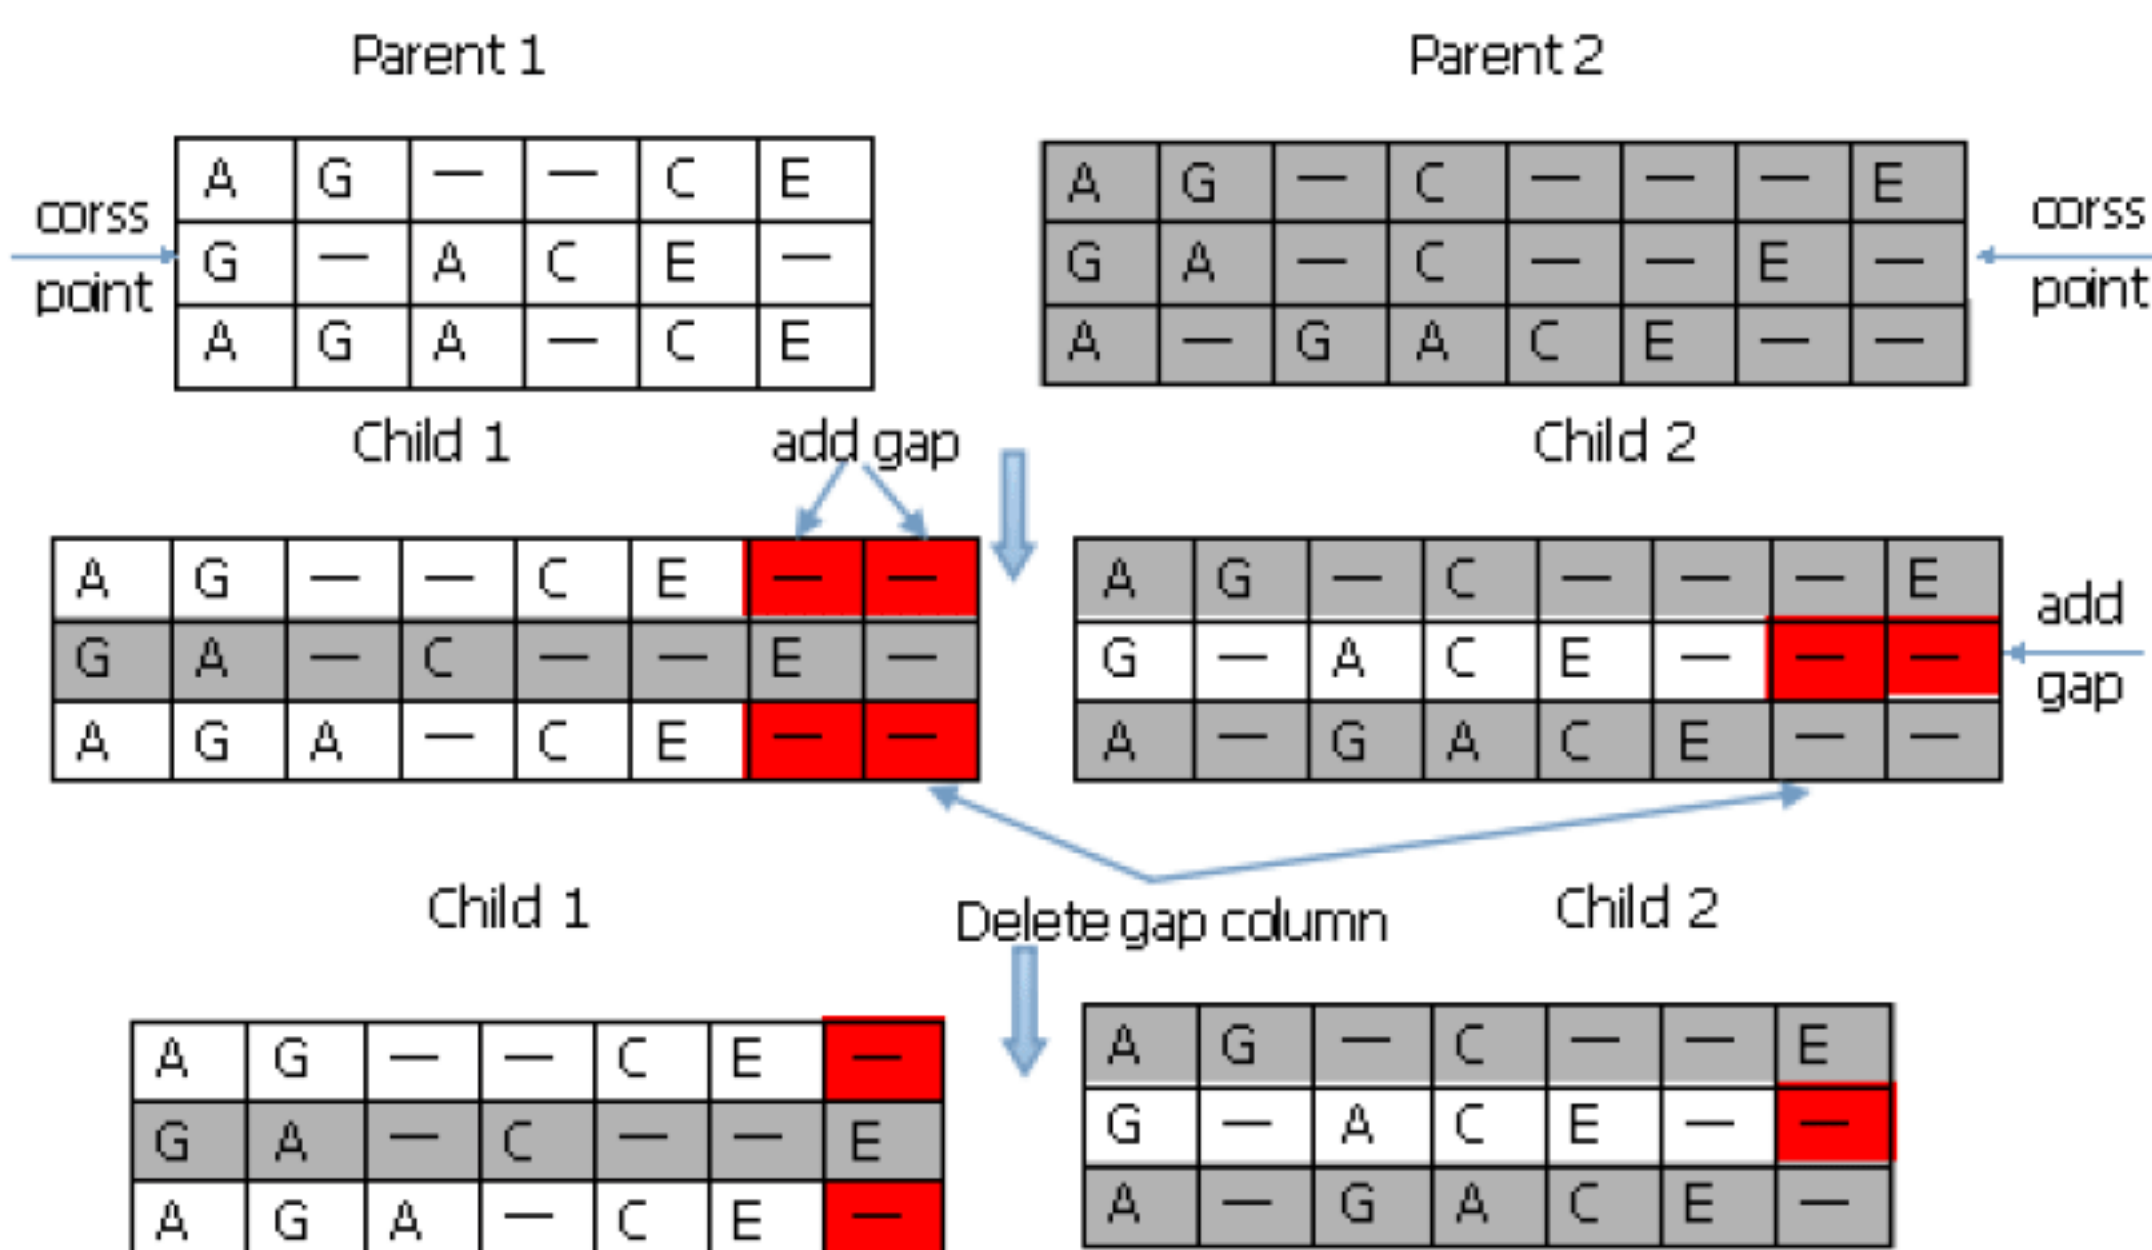 Parent 1
Parent 2
A G — — C E
G — A C E —
A G A — C E
corss
point
A G — C — — — E
G A — C — — E —
A — G A C E — —
corss
point
Child 1
add gap
Child 2
A G — — C E — —
G A — C — — E —
A G A — C E — —
A G — C — — — E
G — A C E — — —
A — G A C E — —
add
gap
Child 1
Delete gap column
Child 2
A G — — C E —
G A — C — — E
A G A — C E —
A G — C — — E
G — A C E — —
A — G A C E —